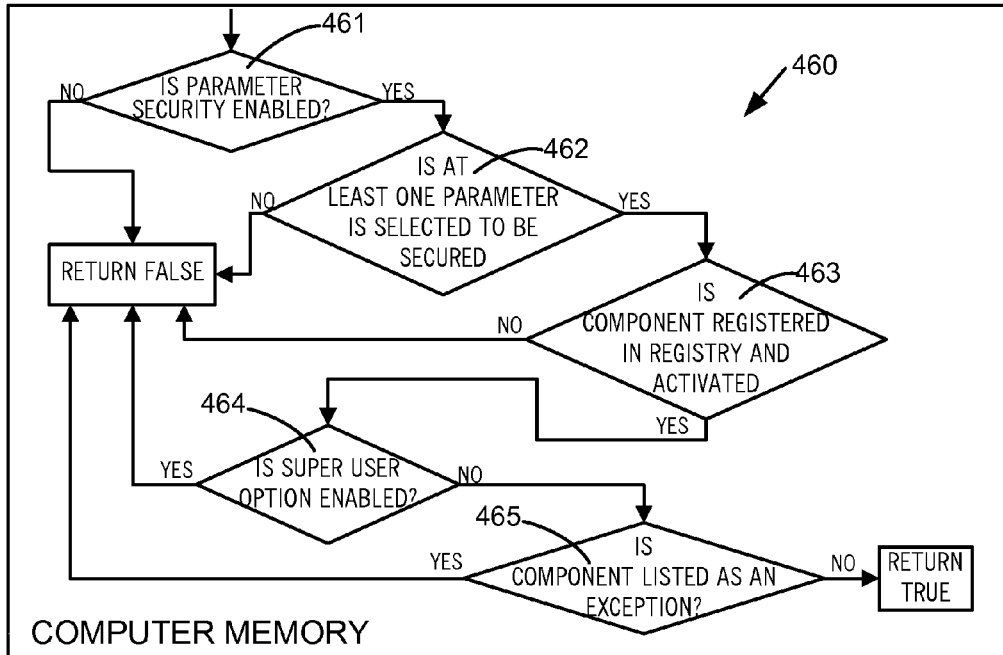 461
IS PARAMETER
SECURITY ENABLED?
NO
YES
460
462
IS AT
LEAST ONE PARAMETER
IS SELECTED TO BE
SECURED
NO
YES
RETURN FALSE
463
IS
COMPONENT REGISTERED
IN REGISTRY AND
ACTIVATED
NO
YES
464
IS SUPER USER
OPTION ENABLED?
YES
NO
465
IS
COMPONENT LISTED AS AN
EXCEPTION?
YES
NO
RETURN
TRUE
COMPUTER MEMORY